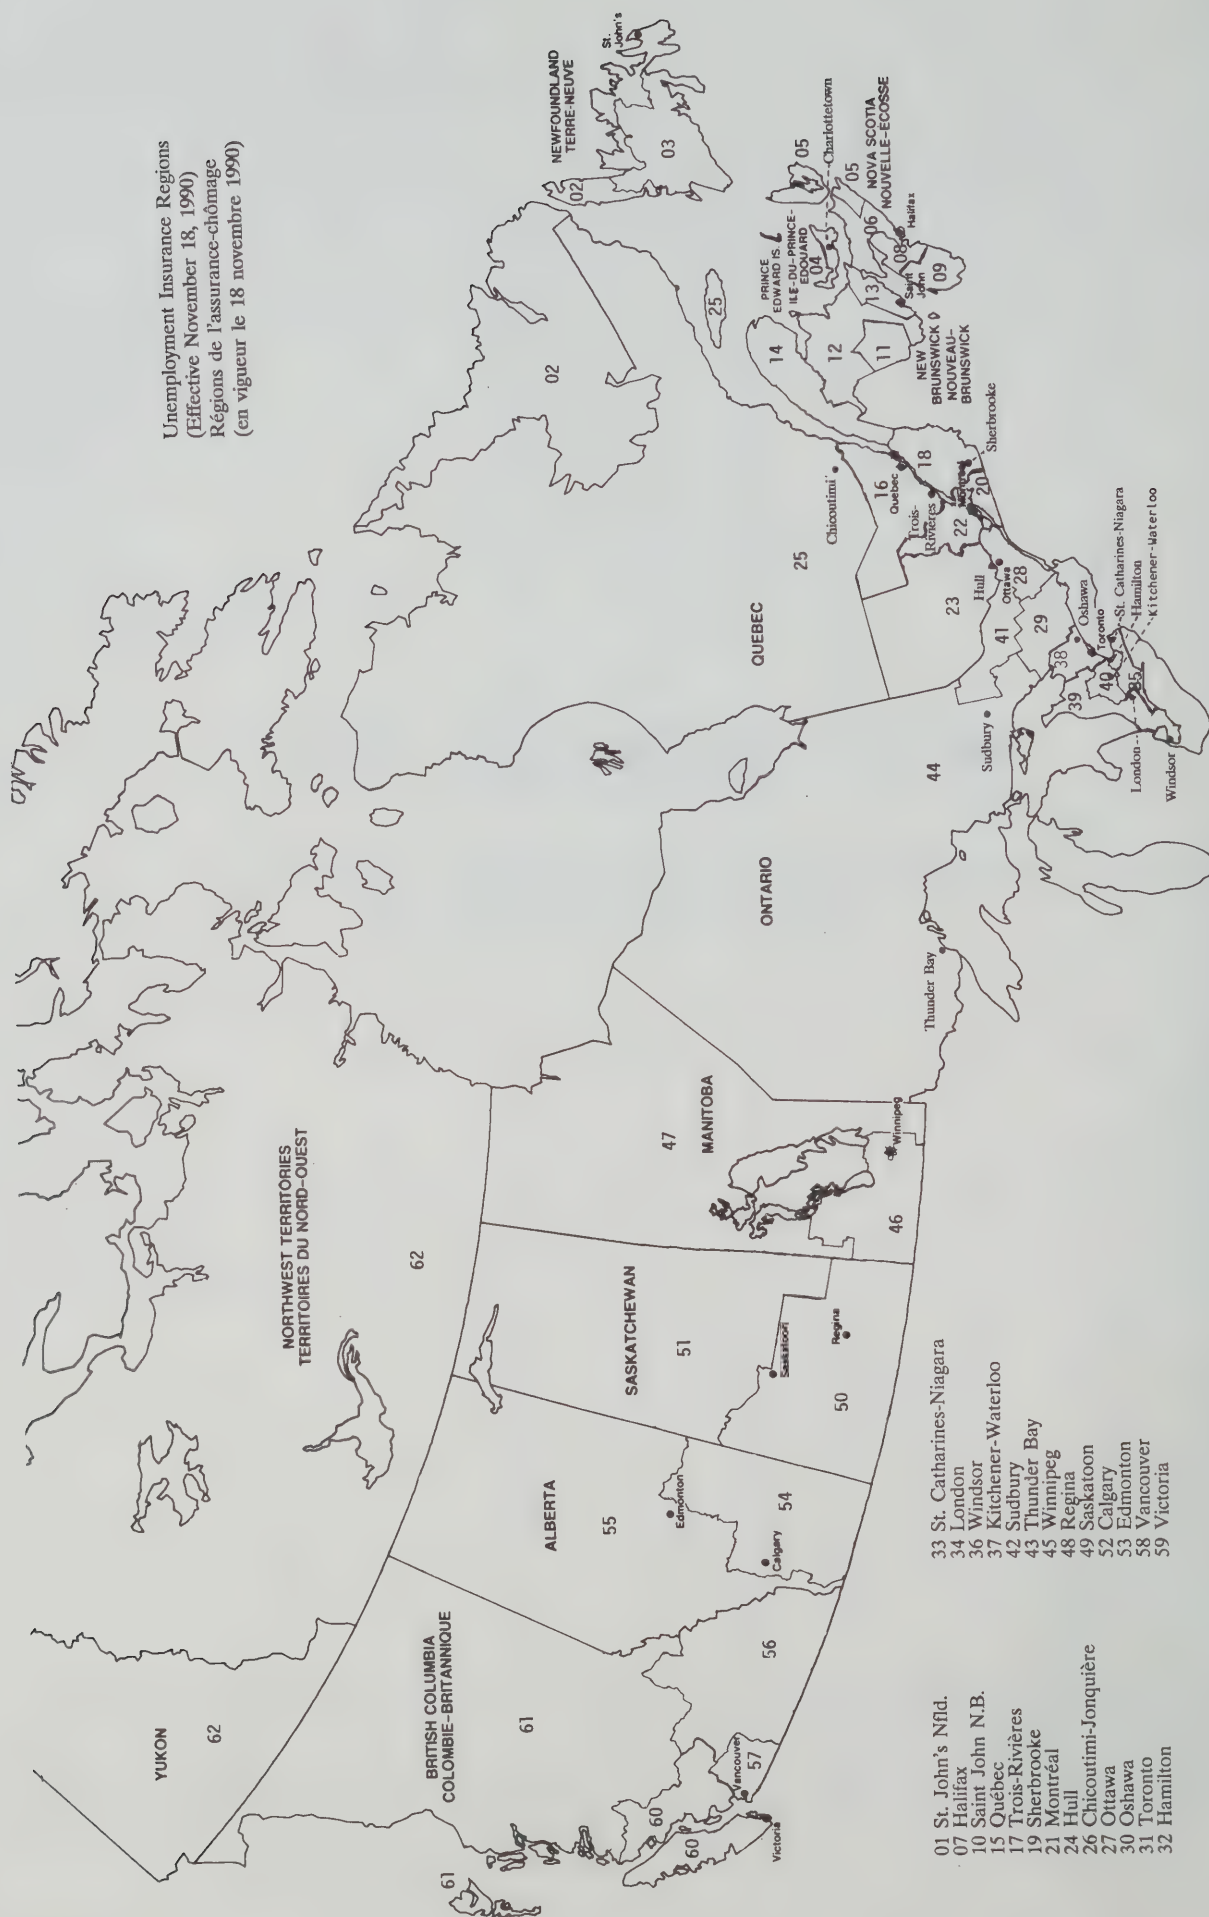 Unemployment Insurance Regions
(Effective November 18, 1990)
Régions de l'assurance-chômage
(en vigueur le 18 novembre 1990)
YUKON
62
NORTHWEST TERRITORIES
TERRITOIRES DU NORD-OUEST
62
BRITISH COLUMBIA
COLOMBIE-BRITANNIQUE
61
61
60
60
Vancouver
57
Victoria
56
ALBERTA
55
Edmonton
54
Calgary
SASKATCHEWAN
51
Saskatoon
Regina
50
47
MANITOBA
Winnipeg
46
ONTARIO
Thunder Bay
44
Sudbury
41
29
28
Ottawa
Oshawa
38
39
Toronto
40
35
St. Catharines-Niagara
Hamilton
Kitchener-Waterloo
London
Windsor
QUEBEC
25
Chicoutimi
16
Quebec
18
Trois-
Rivières
22
Montreal
20
Sherbrooke
23
Hull
14
25
02
NEWFOUNDLAND
TERRE-NEUVE
02
03
St.
John's
PRINCE
EDWARD IS.
ILE-DU-PRINCE-
EDOUARD
04
Charlottetown
05
05
NOVA SCOTIA
NOUVELLE-ECOSSE
06
Halifax
08
09
Saint
John
13
12
11
NEW
BRUNSWICK
NOUVEAU-
BRUNSWICK
01 St. John's Nfld.
07 Halifax
10 Saint John N.B.
15 Québec
17 Trois-Rivières
19 Sherbrooke
21 Montréal
24 Hull
26 Chicoutimi-Jonquière
27 Ottawa
30 Oshawa
31 Toronto
32 Hamilton
33 St. Catharines-Niagara
34 London
36 Windsor
37 Kitchener-Waterloo
42 Sudbury
43 Thunder Bay
45 Winnipeg
48 Regina
49 Saskatoon
52 Calgary
53 Edmonton
58 Vancouver
59 Victoria